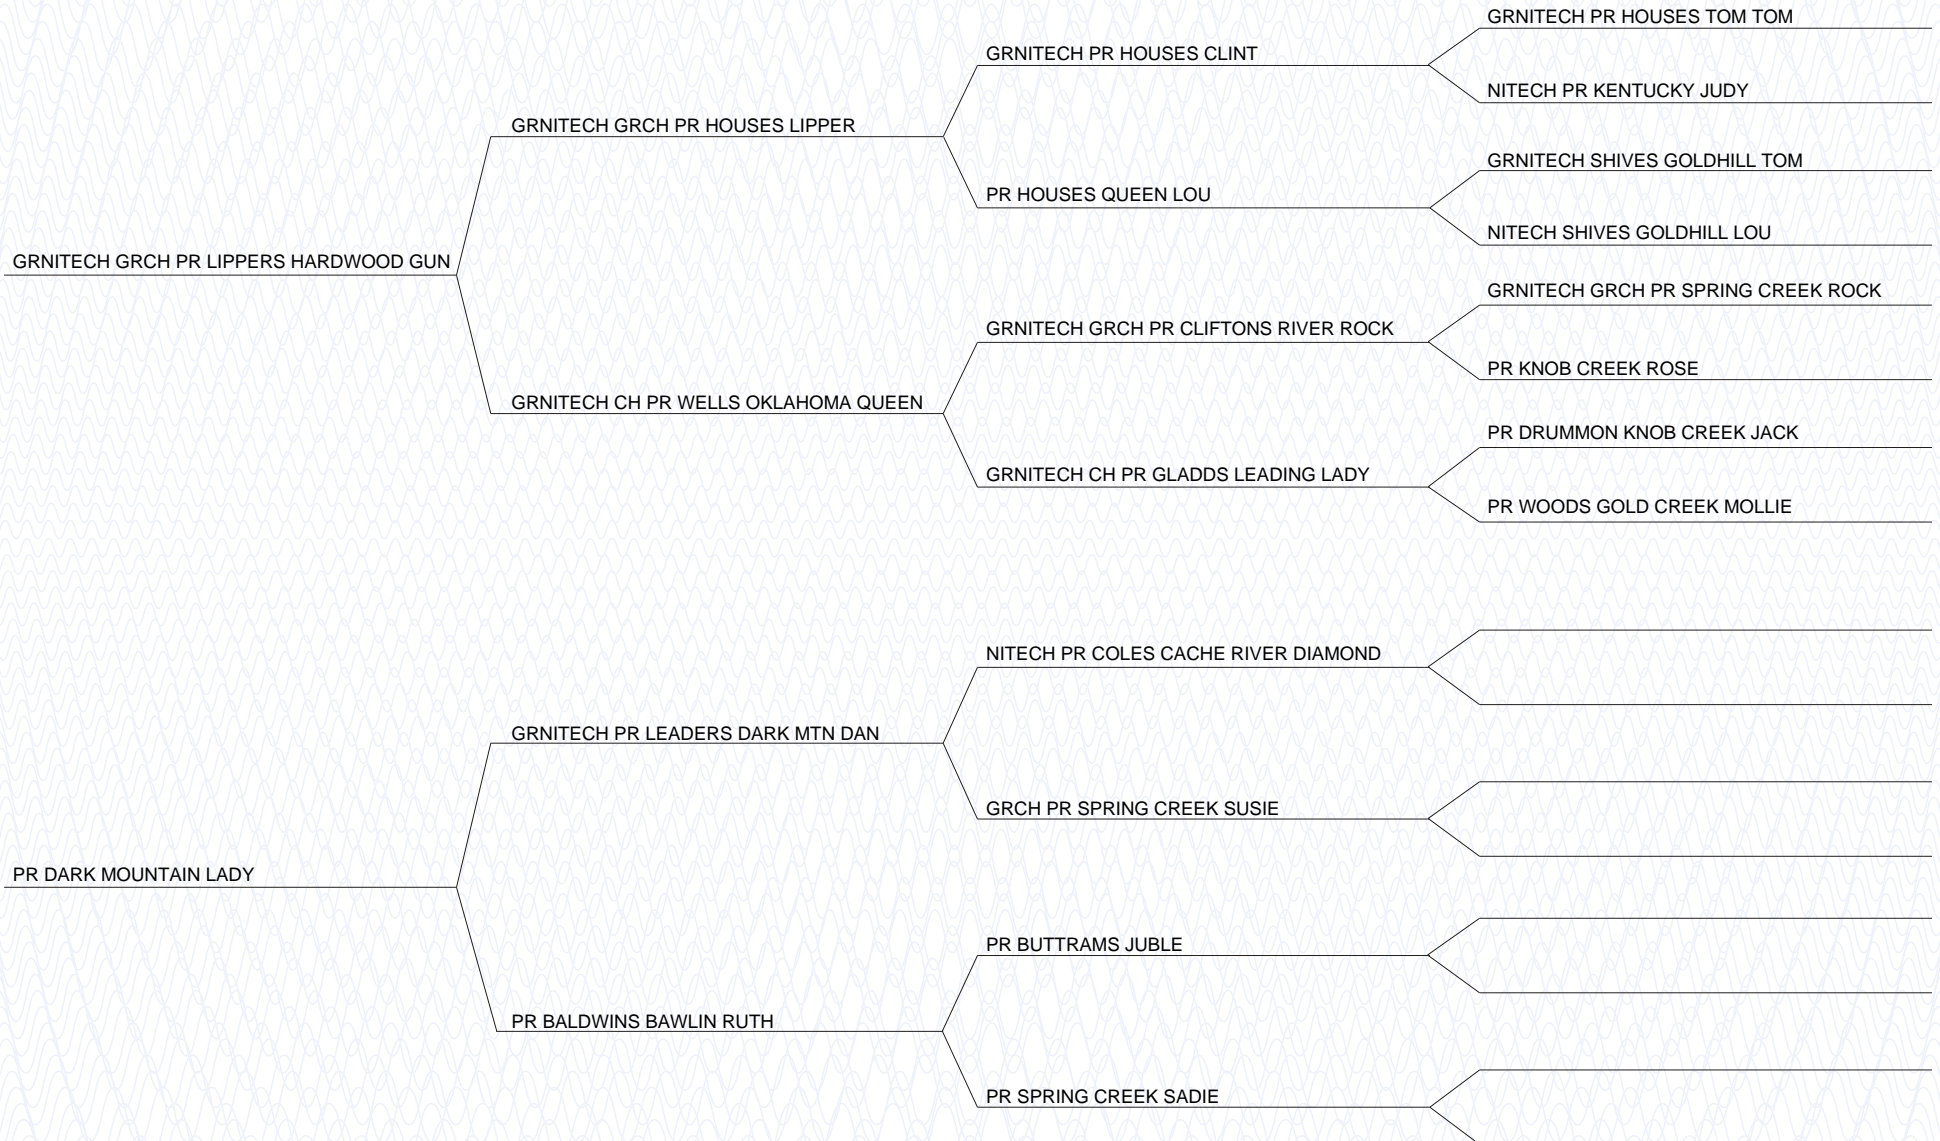 GRNITECH PR HOUSES TOM TOM
GRNITECH PR HOUSES CLINT
NITECH PR KENTUCKY JUDY
GRNITECH GRCH PR HOUSES LIPPER
GRNITECH SHIVES GOLDHILL TOM
PR HOUSES QUEEN LOU
NITECH SHIVES GOLDHILL LOU
GRNITECH GRCH PR LIPPERS HARDWOOD GUN
GRNITECH GRCH PR SPRING CREEK ROCK
GRNITECH GRCH PR CLIFTONS RIVER ROCK
PR KNOB CREEK ROSE
GRNITECH CH PR WELLS OKLAHOMA QUEEN
PR DRUMMON KNOB CREEK JACK
GRNITECH CH PR GLADDS LEADING LADY
PR WOODS GOLD CREEK MOLLIE
NITECH PR COLES CACHE RIVER DIAMOND
GRNITECH PR LEADERS DARK MTN DAN
GRCH PR SPRING CREEK SUSIE
PR DARK MOUNTAIN LADY
PR BUTTRAMS JUBLE
PR BALDWINS BAWLIN RUTH
PR SPRING CREEK SADIE